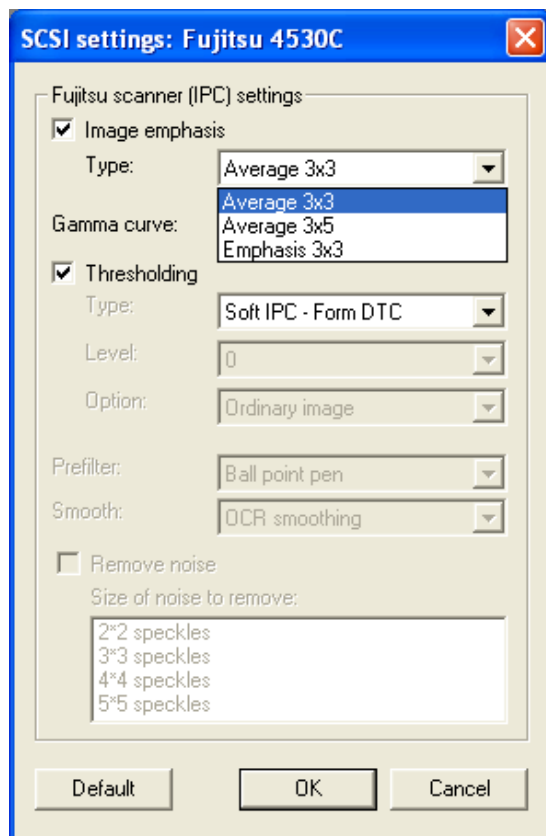 SCSI settings: Fujitsu 4530C
Fujitsu scanner (IPC) settings
Image emphasis
Type: Average 3x3
Average 3x3
Gamma curve: Average 3x5
Emphasis 3x3
Thresholding
Type: Soft IPC - Form DTC
Level: 0
Option: Ordinary image
Prefilter: Ball point pen
Smooth: OCR smoothing
Remove noise
Size of noise to remove:
2*2 speckles
3*3 speckles
4*4 speckles
5*5 speckles
Default OK Cancel